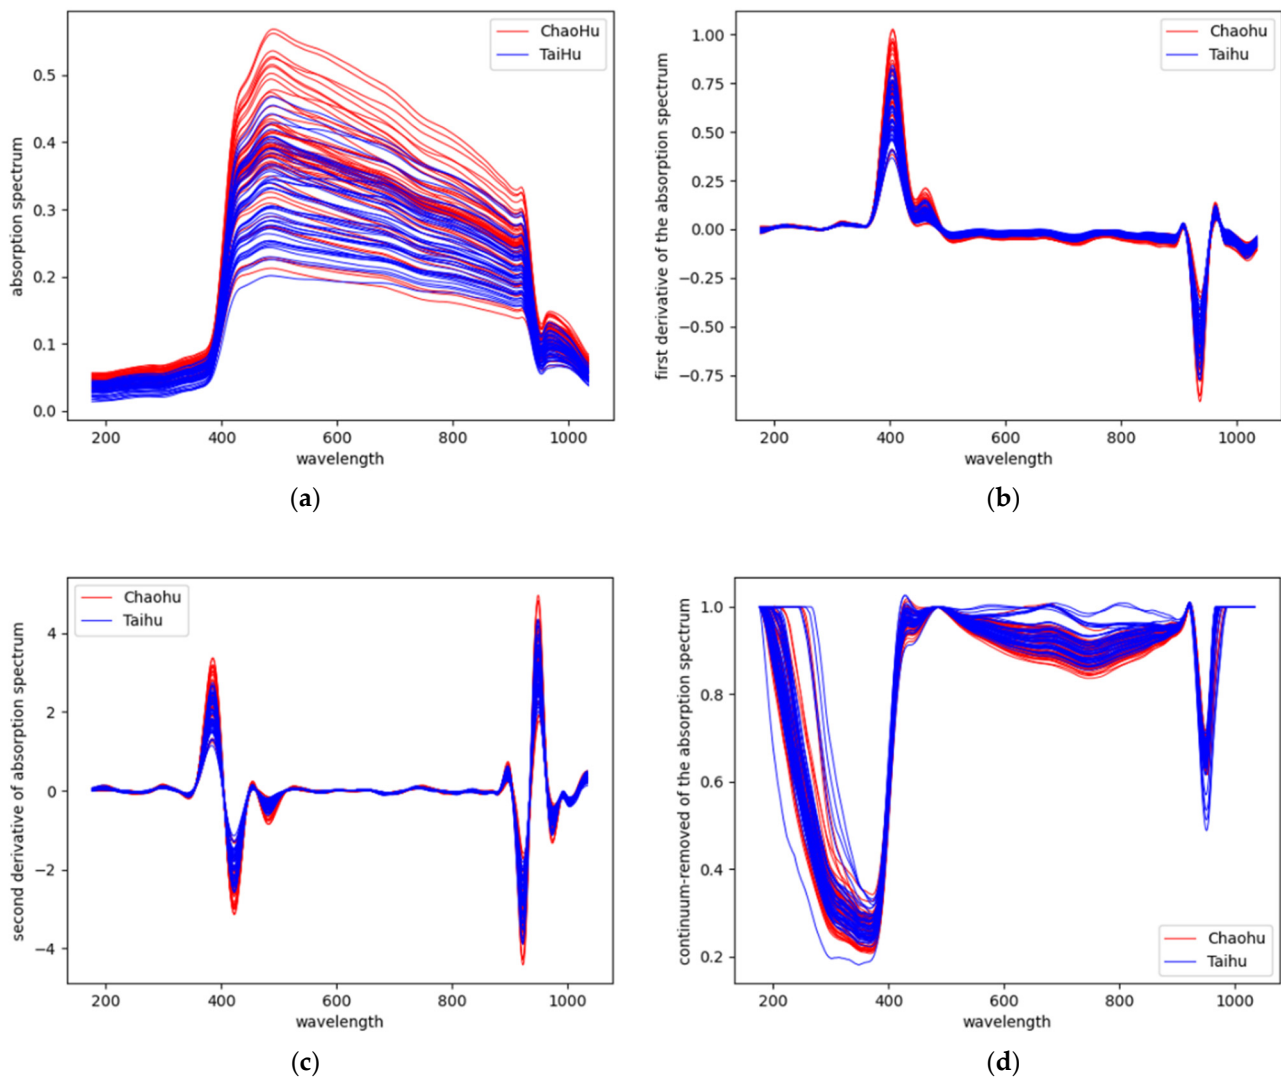 ChaoHu
TaiHu
0.5
0.4
0.3
0.2
0.1
0.0
absorption spectrum
200 400 600 800 1000
wavelength
(a)
Chaohu
Taihu
1.00
0.75
0.50
0.25
0.00
−0.25
−0.50
−0.75
first derivative of the absorption spectrum
200 400 600 800 1000
wavelength
(b)
Chaohu
Taihu
4
2
0
−2
−4
second derivative of absorption spectrum
200 400 600 800 1000
wavelength
(c)
1.0
0.8
0.6
0.4
0.2
continuum-removed of the absorption spectrum
Chaohu
Taihu
200 400 600 800 1000
wavelength
(d)